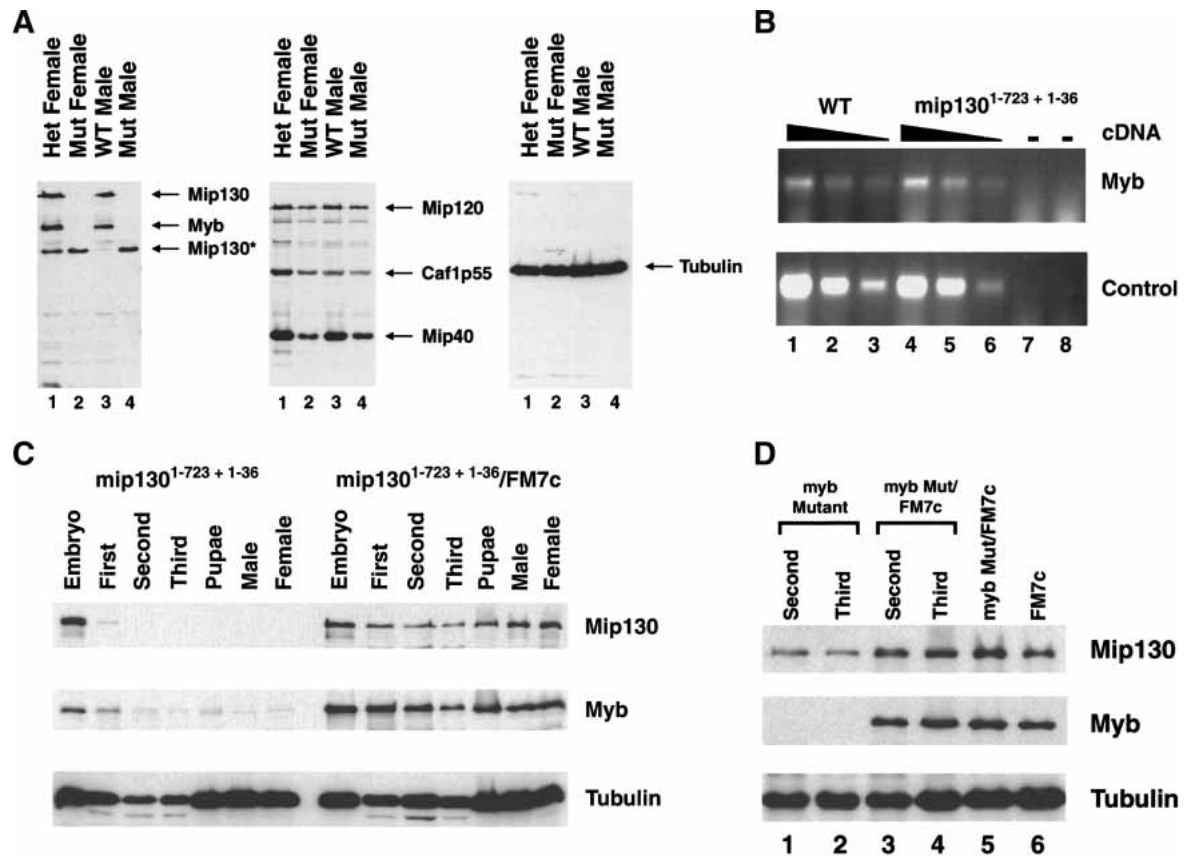 A
Het Female
Mut Female
WT Male
Mut Male
Mip130
Myb
Mip130*
1 2 3 4
Het Female
Mut Female
WT Male
Mut Male
Mip120
Caf1p55
Mip40
1 2 3 4
Het Female
Mut Female
WT Male
Mut Male
Tubulin
1 2 3 4
B
WT
mip130 1-723 + 1-36
- -
cDNA
Myb
Control
1 2 3 4 5 6 7 8
C
mip130 1-723 + 1-36
mip130 1-723 + 1-36/FM7c
Embryo
First
Second
Third
Pupae
Male
Female
Embryo
First
Second
Third
Pupae
Male
Female
Mip130
Myb
Tubulin
D
myb
Mutant
myb Mut/
FM7c
Second
Third
Second
Third
myb Mut/FM7c
FM7c
Mip130
Myb
Tubulin
1 2 3 4 5 6